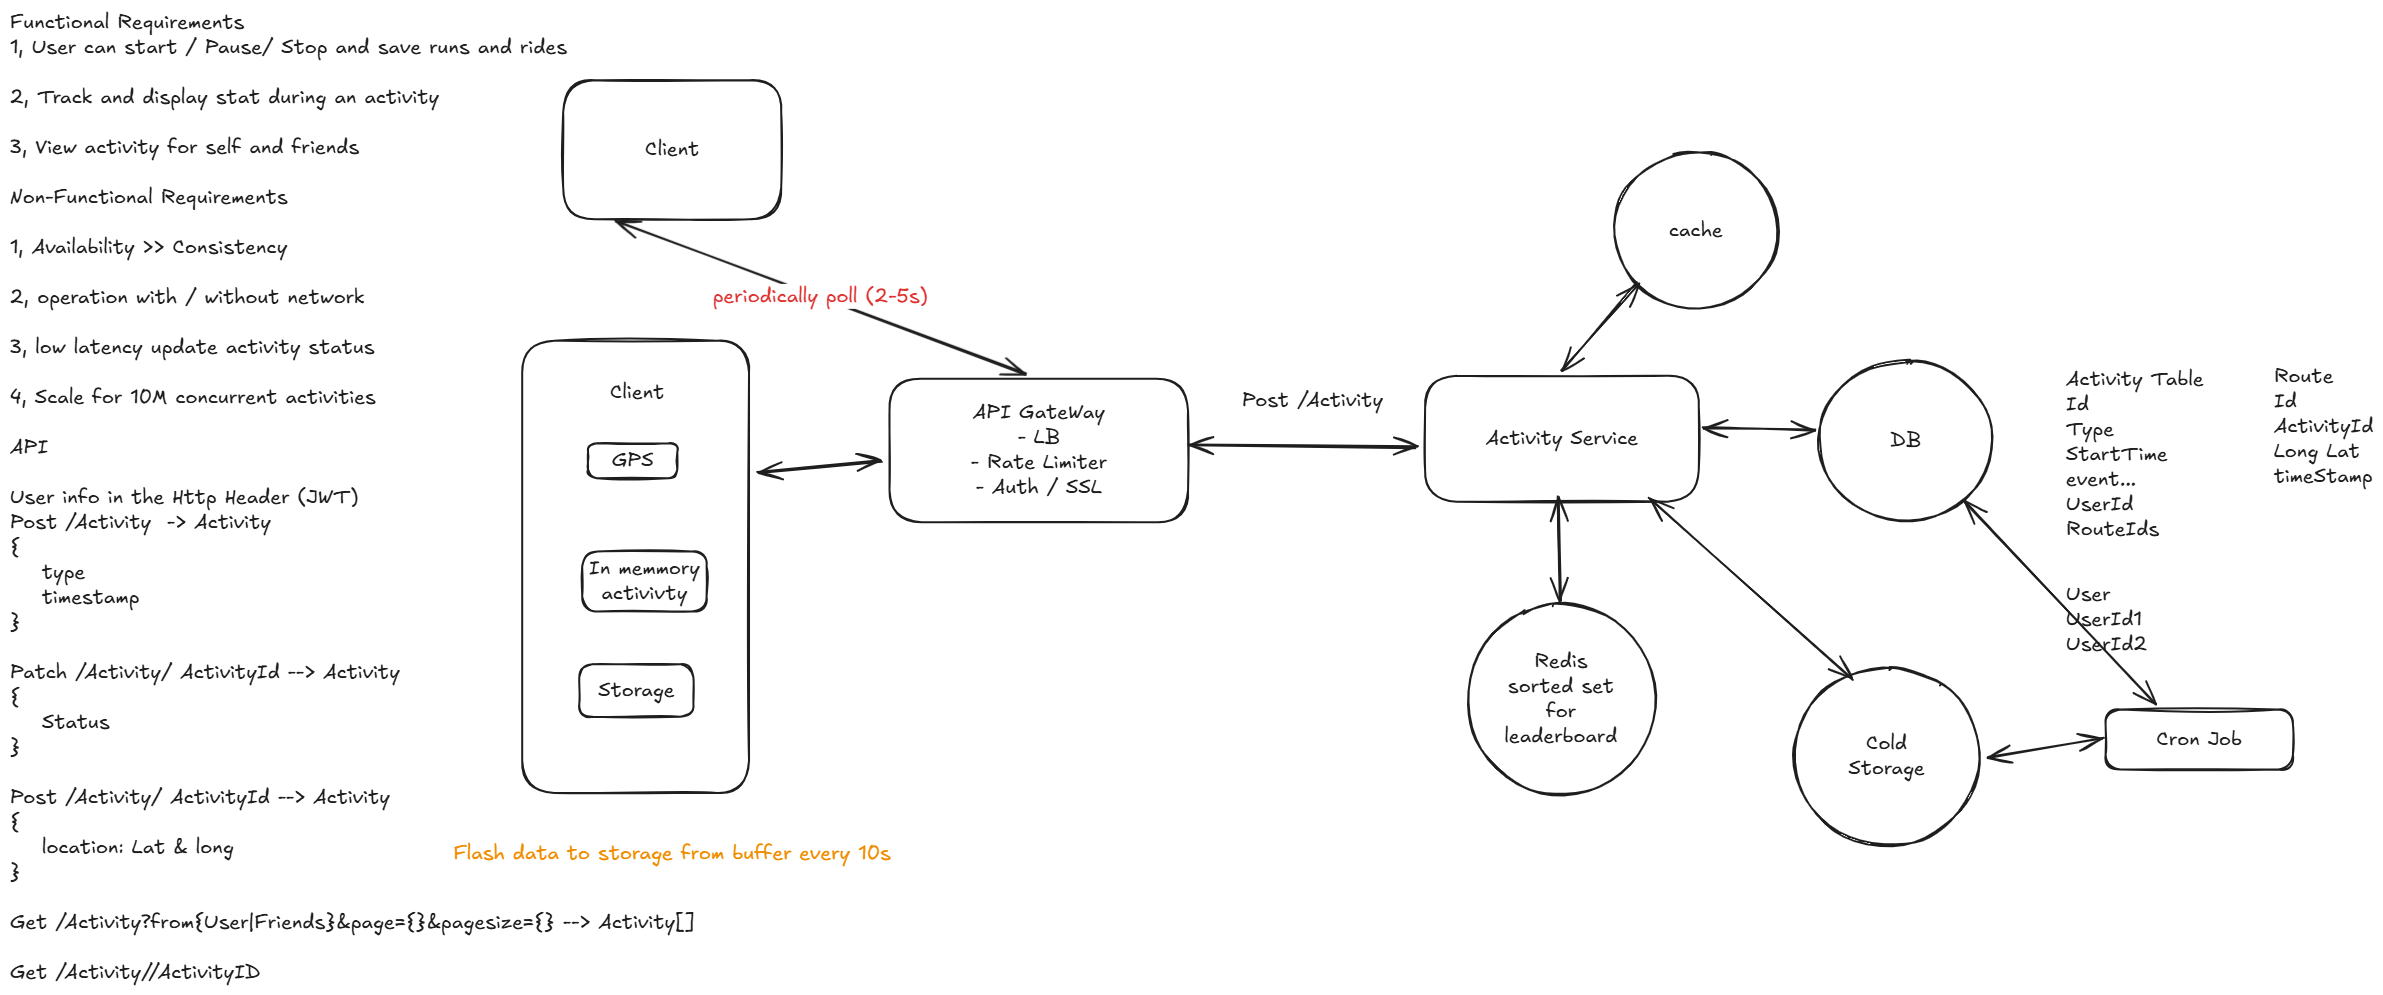 Functional Requirements
1, User can start / Pause/ Stop and save runs and rides
2, Track and display stat during an activity
3, View activity for self and friends
Non-Functional Requirements
1, Availability >> Consistency
2, operation with / without network
3, low latency update activity status
4, Scale for 10M concurrent activities
API
User info in the Http Header (JWT)
Post /Activity -> Activity
{
type
timestamp
}
Patch /Activity/ ActivityId --> Activity
{
Status
}
Post /Activity/ ActivityId --> Activity
{
location: Lat & long
}
Get /Activity?from{User|Friends}&page={}&pagesize={} --> Activity[]
Get /Activity//ActivityID
Client
periodically poll (2-5s)
Client
GPS
In memmory
activivty
Storage
Flash data to storage from buffer every 10s
API GateWay
- LB
- Rate Limiter
- Auth / SSL
Post /Activity
Activity Service
cache
DB
Redis
sorted set
for
leaderboard
Cold
Storage
Cron Job
Activity Table
Id
Type
StartTime
event...
UserId
RouteIds
User
UserId1
UserId2
Route
Id
ActivityId
Long Lat
timeStamp